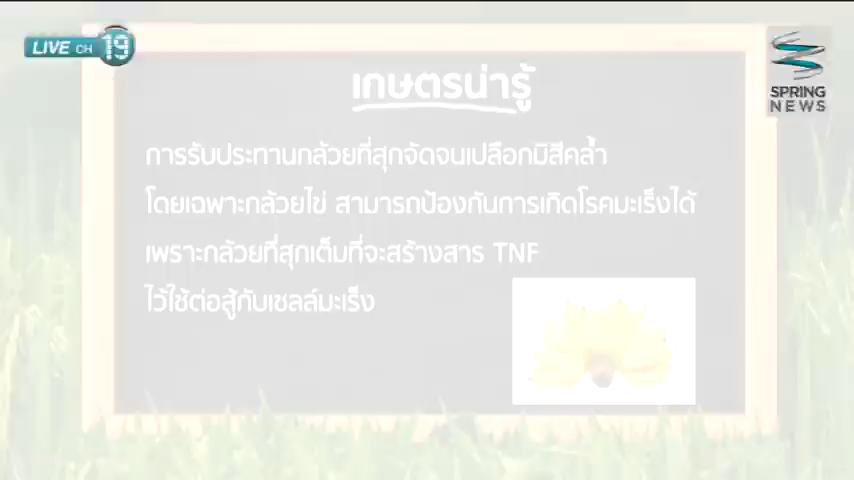 LIVE CH 19
SPRING
NEWS
เกษตรน่ารู้
การรับประทานกล้วยที่สุกจัดจนเปลือกมีสีคล้ำ
โดยเฉพาะกล้วยไข่ สามารถป้องกันการเกิดโรคมะเร็งได้
เพราะกล้วยที่สุกเต็มที่จะสร้างสาร TNF
ไว้ใช้ต่อสู้กับเซลล์มะเร็ง